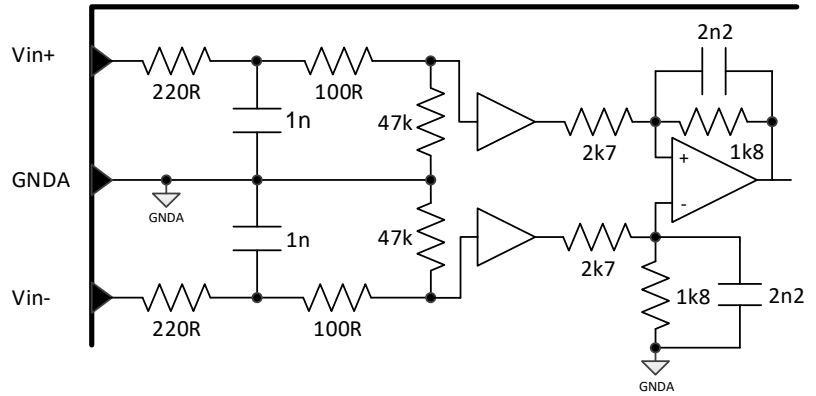 Vin+
220R
1n
100R
47k
2k7
2n2
1k8
+
-
GNDA
GNDA
1n
47k
2k7
1k8
2n2
GNDA
Vin-
220R
100R